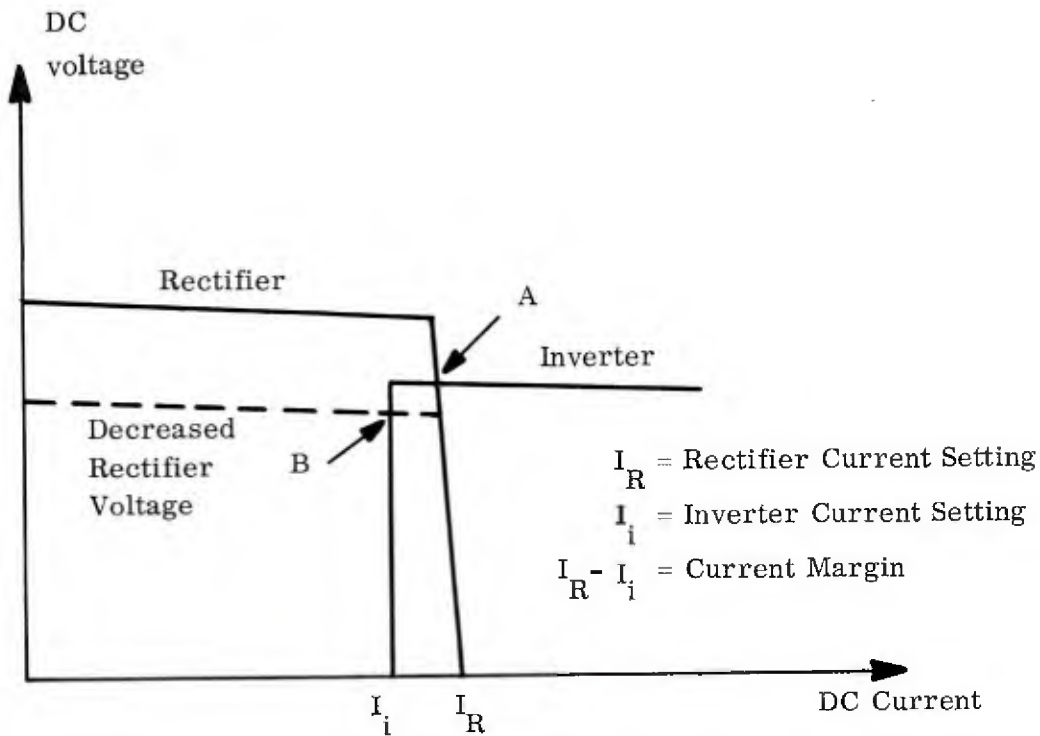 DC
voltage
Rectifier
A
Inverter
Decreased
Rectifier
Voltage
B
I_R = Rectifier Current Setting
I_i = Inverter Current Setting
I_R - I_i = Current Margin
I_i
I_R
DC Current